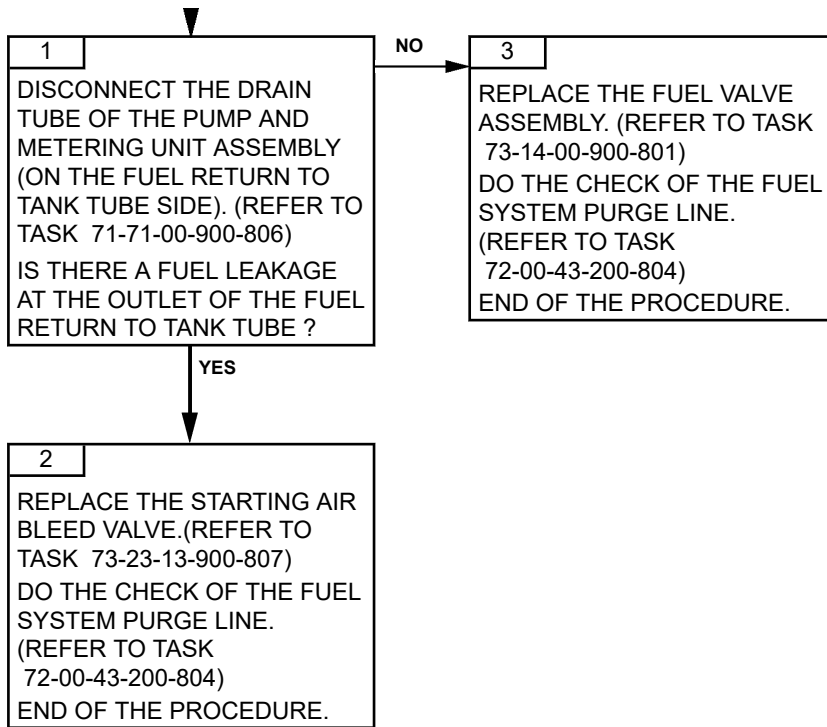 1
DISCONNECT THE DRAIN
TUBE OF THE PUMP AND
METERING UNIT ASSEMBLY
(ON THE FUEL RETURN TO
TANK TUBE SIDE). (REFER TO
TASK 71-71-00-900-806)
IS THERE A FUEL LEAKAGE
AT THE OUTLET OF THE FUEL
RETURN TO TANK TUBE ?
NO
3
REPLACE THE FUEL VALVE
ASSEMBLY. (REFER TO TASK
73-14-00-900-801)
DO THE CHECK OF THE FUEL
SYSTEM PURGE LINE.
(REFER TO TASK
72-00-43-200-804)
END OF THE PROCEDURE.
YES
2
REPLACE THE STARTING AIR
BLEED VALVE.(REFER TO
TASK 73-23-13-900-807)
DO THE CHECK OF THE FUEL
SYSTEM PURGE LINE.
(REFER TO TASK
72-00-43-200-804)
END OF THE PROCEDURE.